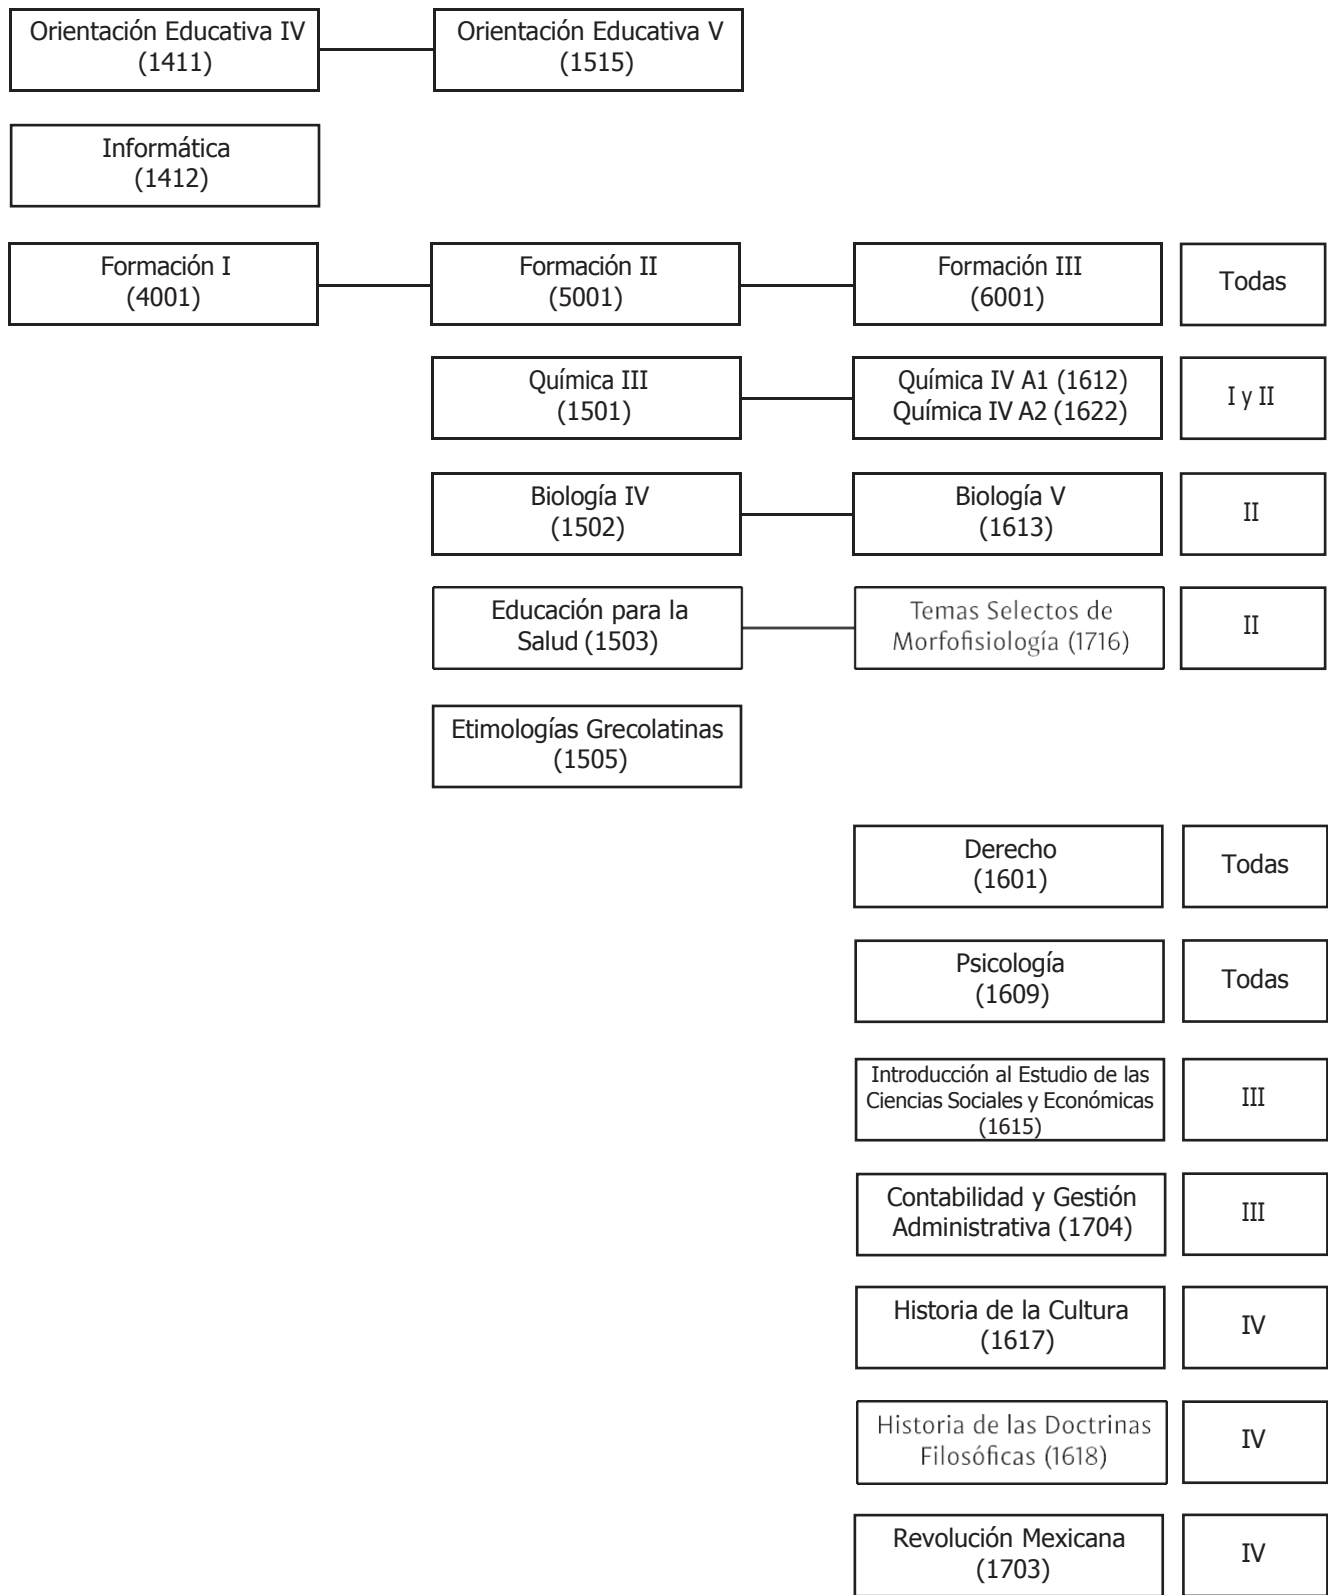 Orientación Educativa IV
(1411)
Orientación Educativa V
(1515)
Informática
(1412)
Formación I
(4001)
Formación II
(5001)
Formación III
(6001)
Todas
Química III
(1501)
Química IV A1 (1612)
Química IV A2 (1622)
I y II
Biología IV
(1502)
Biología V
(1613)
II
Educación para la
Salud (1503)
Temas Selectos de
Morfofisiología (1716)
II
Etimologías Grecolatinas
(1505)
Derecho
(1601)
Todas
Psicología
(1609)
Todas
Introducción al Estudio de las
Ciencias Sociales y Económicas
(1615)
III
Contabilidad y Gestión
Administrativa (1704)
III
Historia de la Cultura
(1617)
IV
Historia de las Doctrinas
Filosóficas (1618)
IV
Revolución Mexicana
(1703)
IV